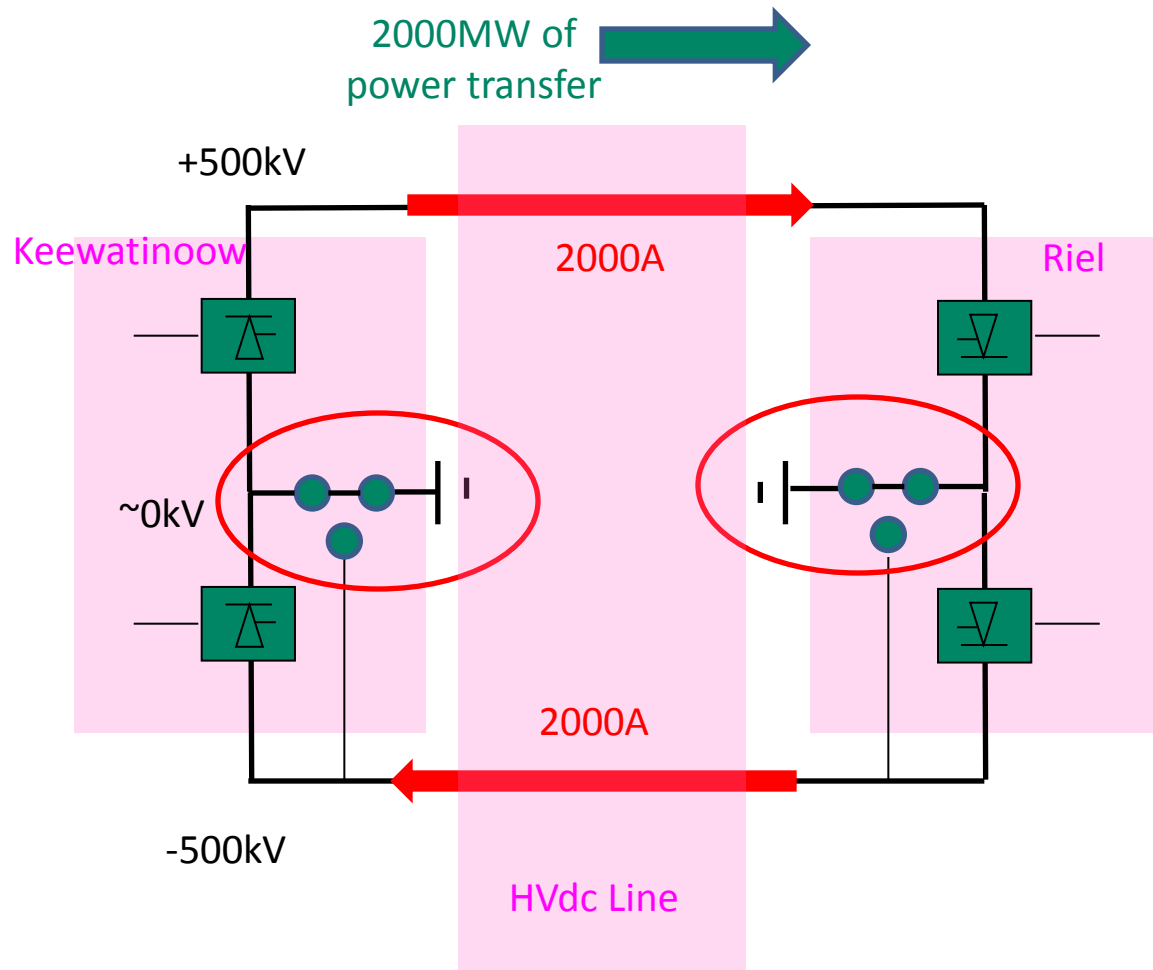 2000MW of
power transfer
+500kV
Keewatinoow
2000A
Riel
~0kV
2000A
-500kV
HVdc Line